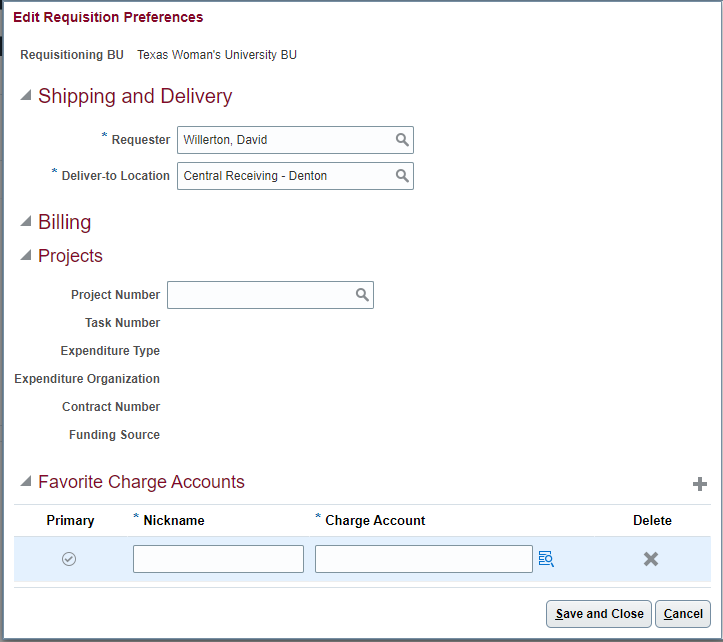 Edit Requisition Preferences
Requisitioning BU Texas Woman's University BU
Shipping and Delivery
* Requester Willerton, David
* Deliver-to Location Central Receiving - Denton
Billing
Projects
Project Number
Task Number
Expenditure Type
Expenditure Organization
Contract Number
Funding Source
Favorite Charge Accounts
Primary * Nickname * Charge Account Delete
Save and Close Cancel